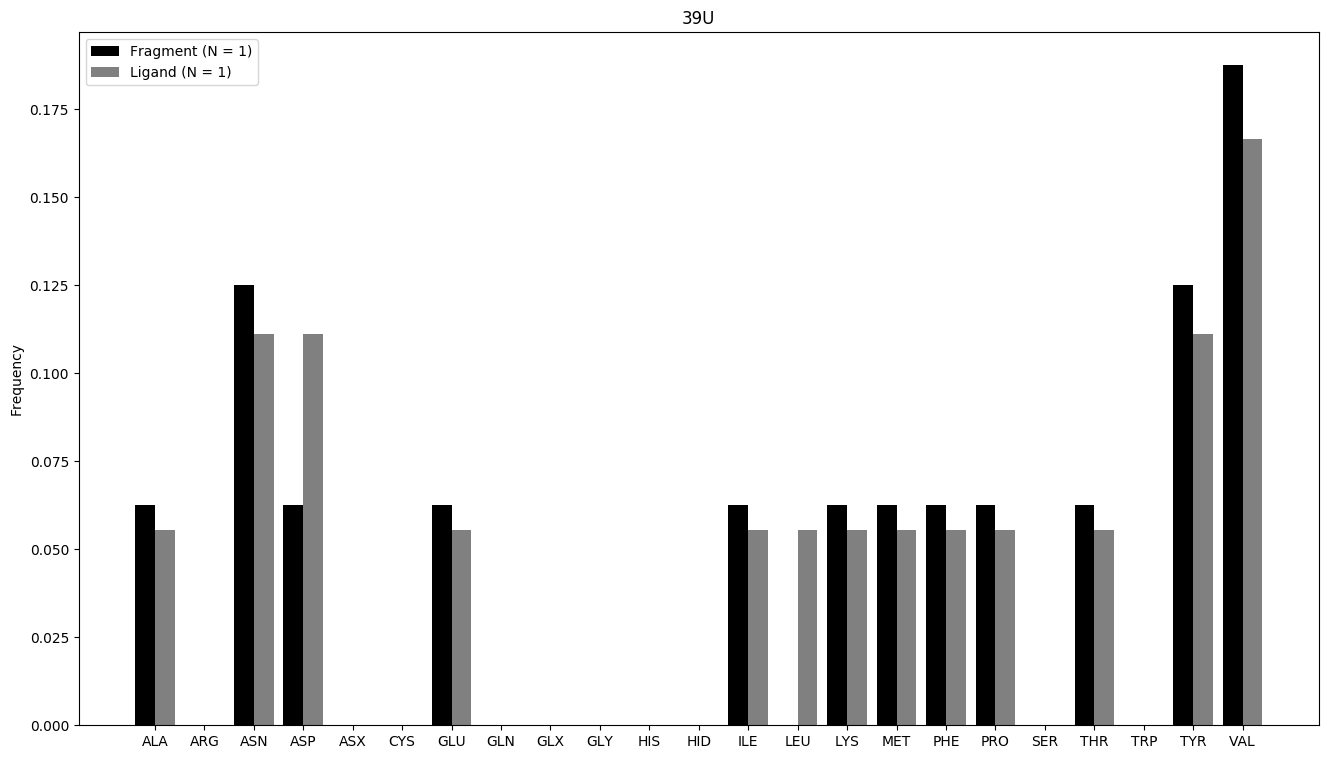 39U
Fragment (N = 1)
Ligand (N = 1)
Frequency
0.175
0.150
0.125
0.100
0.075
0.050
0.025
0.000
ALA ARG ASN ASP ASX CYS GLU GLN GLX GLY HIS HID ILE LEU LYS MET PHE PRO SER THR TRP TYR VAL